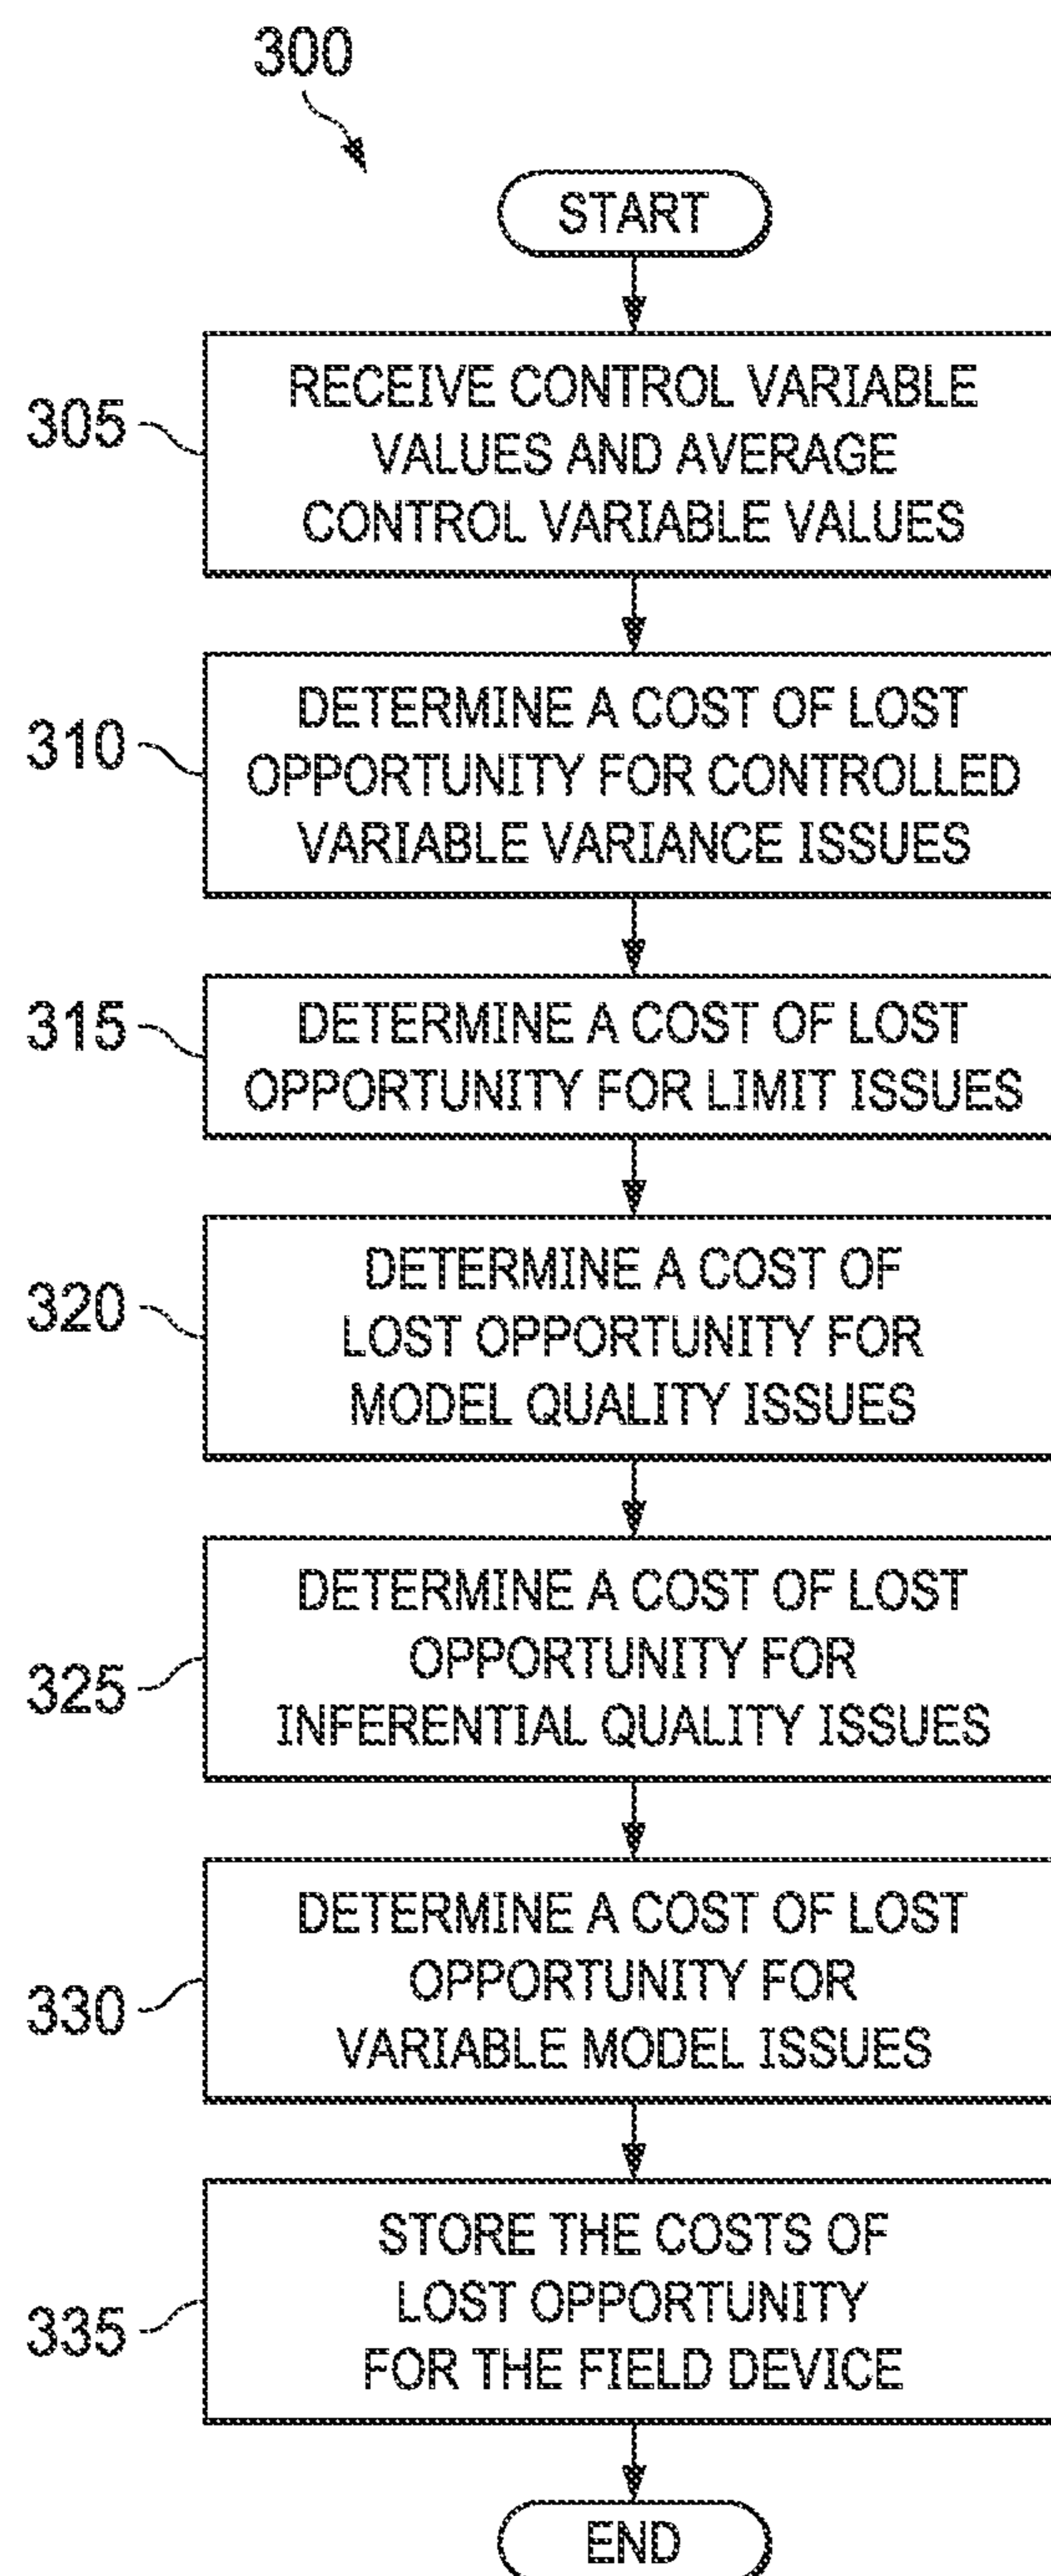 300
START
305
RECEIVE CONTROL VARIABLE
VALUES AND AVERAGE
CONTROL VARIABLE VALUES
310
DETERMINE A COST OF LOST
OPPORTUNITY FOR CONTROLLED
VARIABLE VARIANCE ISSUES
315
DETERMINE A COST OF LOST
OPPORTUNITY FOR LIMIT ISSUES
320
DETERMINE A COST OF
LOST OPPORTUNITY FOR
MODEL QUALITY ISSUES
325
DETERMINE A COST OF LOST
OPPORTUNITY FOR
INFERENTIAL QUALITY ISSUES
330
DETERMINE A COST OF LOST
OPPORTUNITY FOR
VARIABLE MODEL ISSUES
335
STORE THE COSTS OF
LOST OPPORTUNITY
FOR THE FIELD DEVICE
END